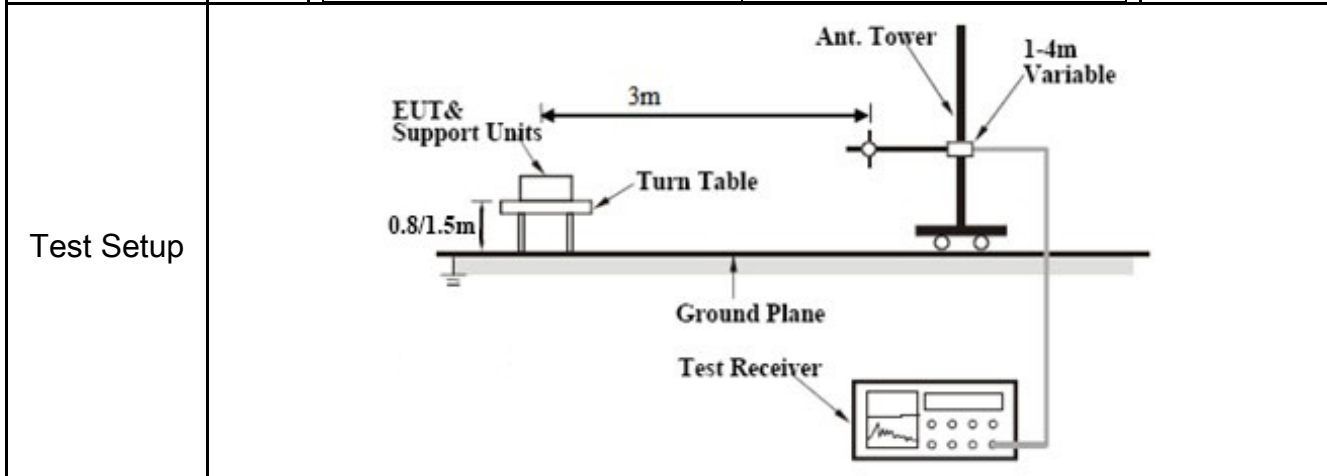 Test Setup
Ant. Tower
1-4m
Variable
3m
EUT&
Support Units
Turn Table
0.8/1.5m
Ground Plane
Test Receiver